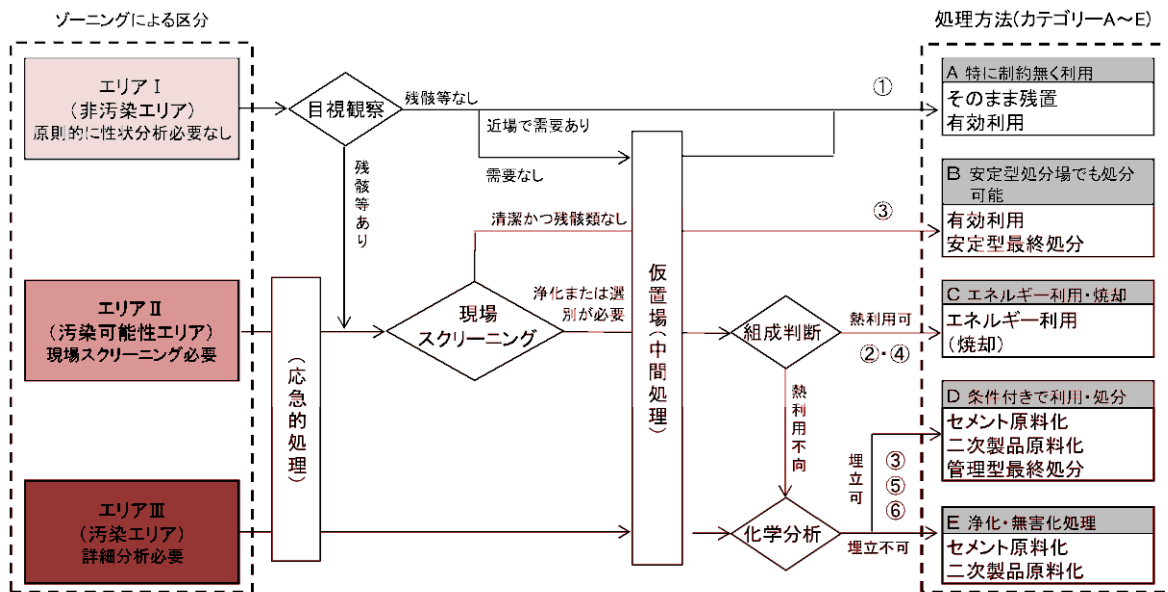 ゾーニングによる区分
処理方法(カテゴリーA～E)
エリアⅠ
(非汚染エリア)
原則的に性状分析必要なし
目視観察
残骸等なし
①
近場で需要あり
需要なし
残骸等あり
A 特に制約無く利用
そのまま残置
有効利用
B 安定型処分場でも処分
可能
有効利用
安定型最終処分
清潔かつ残骸類なし
③
エリアⅡ
(汚染可能性エリア)
現場スクリーニング必要
(応急的処理)
現場
スクリーニング
浄化または選
別が必要
仮置場(中間処理)
組成判断
熱利用可
②・④
C エネルギー利用・焼却
エネルギー利用
(焼却)
熱利用不向
D 条件付きで利用・処分
セメント原料化
二次製品原料化
管理型最終処分
埋立可
③
⑤
⑥
エリアⅢ
(汚染エリア)
詳細分析必要
化学分析
埋立不可
E 浄化・無害化処理
セメント原料化
二次製品原料化